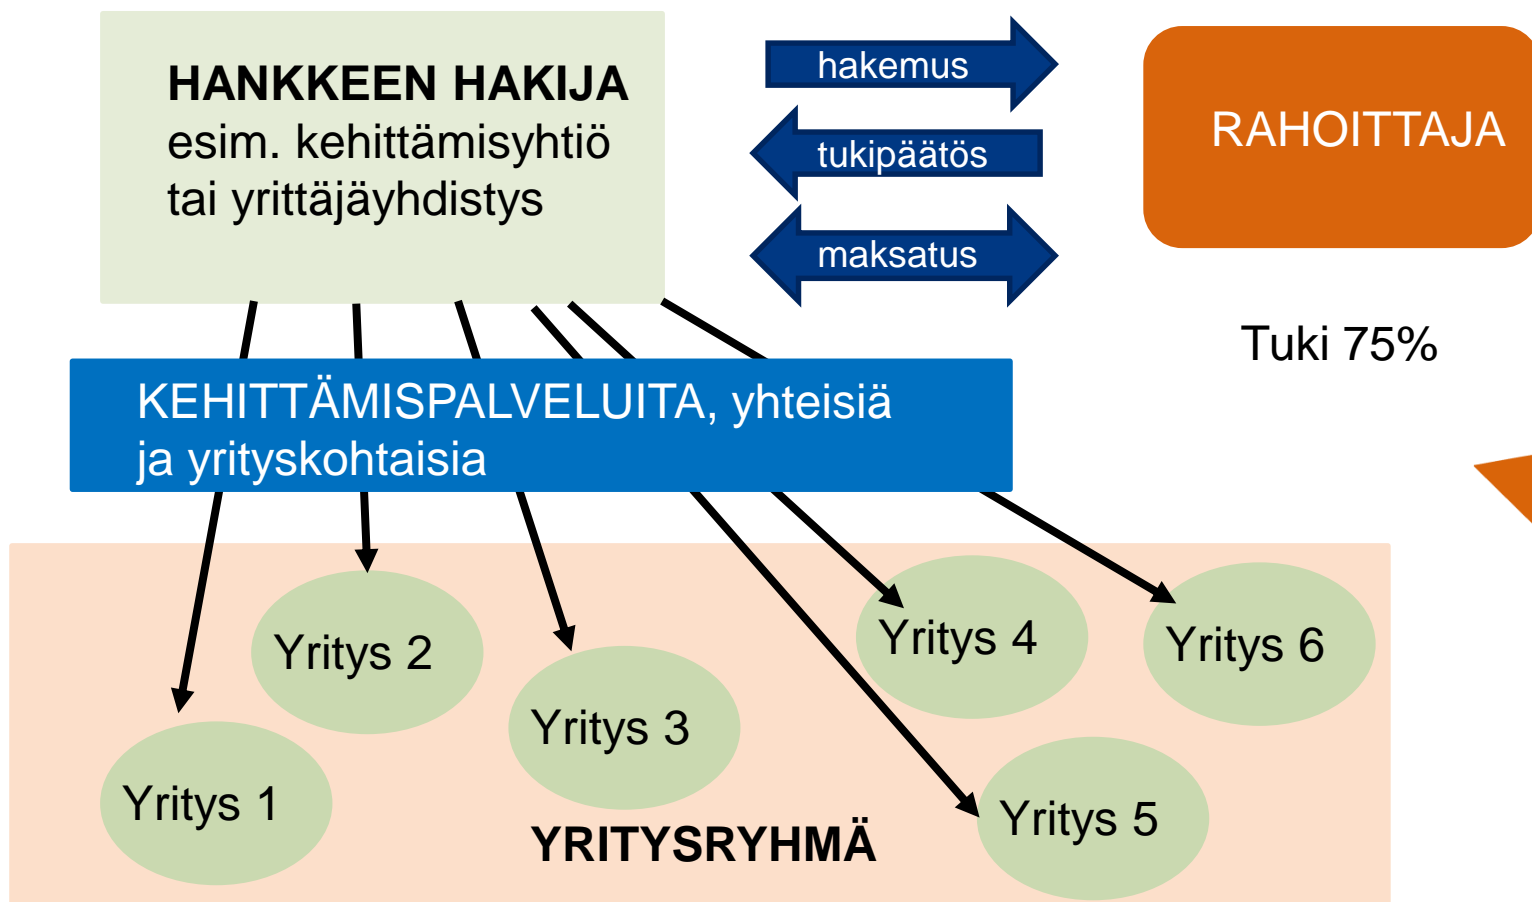 HANKKEEN HAKIJA
esim. kehittämisyhtiö
tai yrittäjäyhdistys
hakemus
tukipäätös
maksatus
RAHOITTAJA
Tuki 75%
KEHITTÄMISPALVELUITA, yhteisiä
ja yrityskohtaisia
Yritys 1
Yritys 2
Yritys 3
Yritys 4
Yritys 5
Yritys 6
YRITYSRYHMÄ